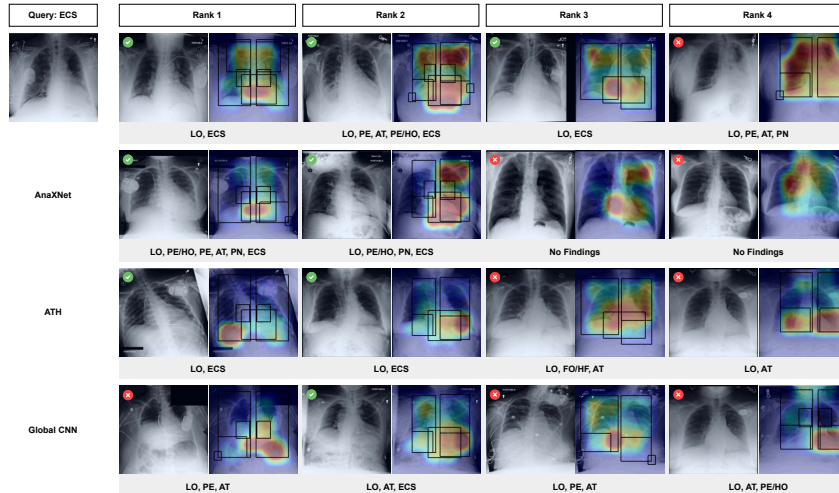 Query: ECS
Rank 1
Rank 2
Rank 3
Rank 4
LO, ECS
LO, PE, AT, PE/HO, ECS
LO, ECS
LO, PE, AT, PN
AnaXNet
LO, PE/HO, PE, AT, PN, ECS
LO, PE/HO, PN, ECS
No Findings
No Findings
ATH
LO, ECS
LO, ECS
LO, FO/HF, AT
LO, AT
Global CNN
LO, PE, AT
LO, AT, ECS
LO, PE, AT
LO, AT, PE/HO